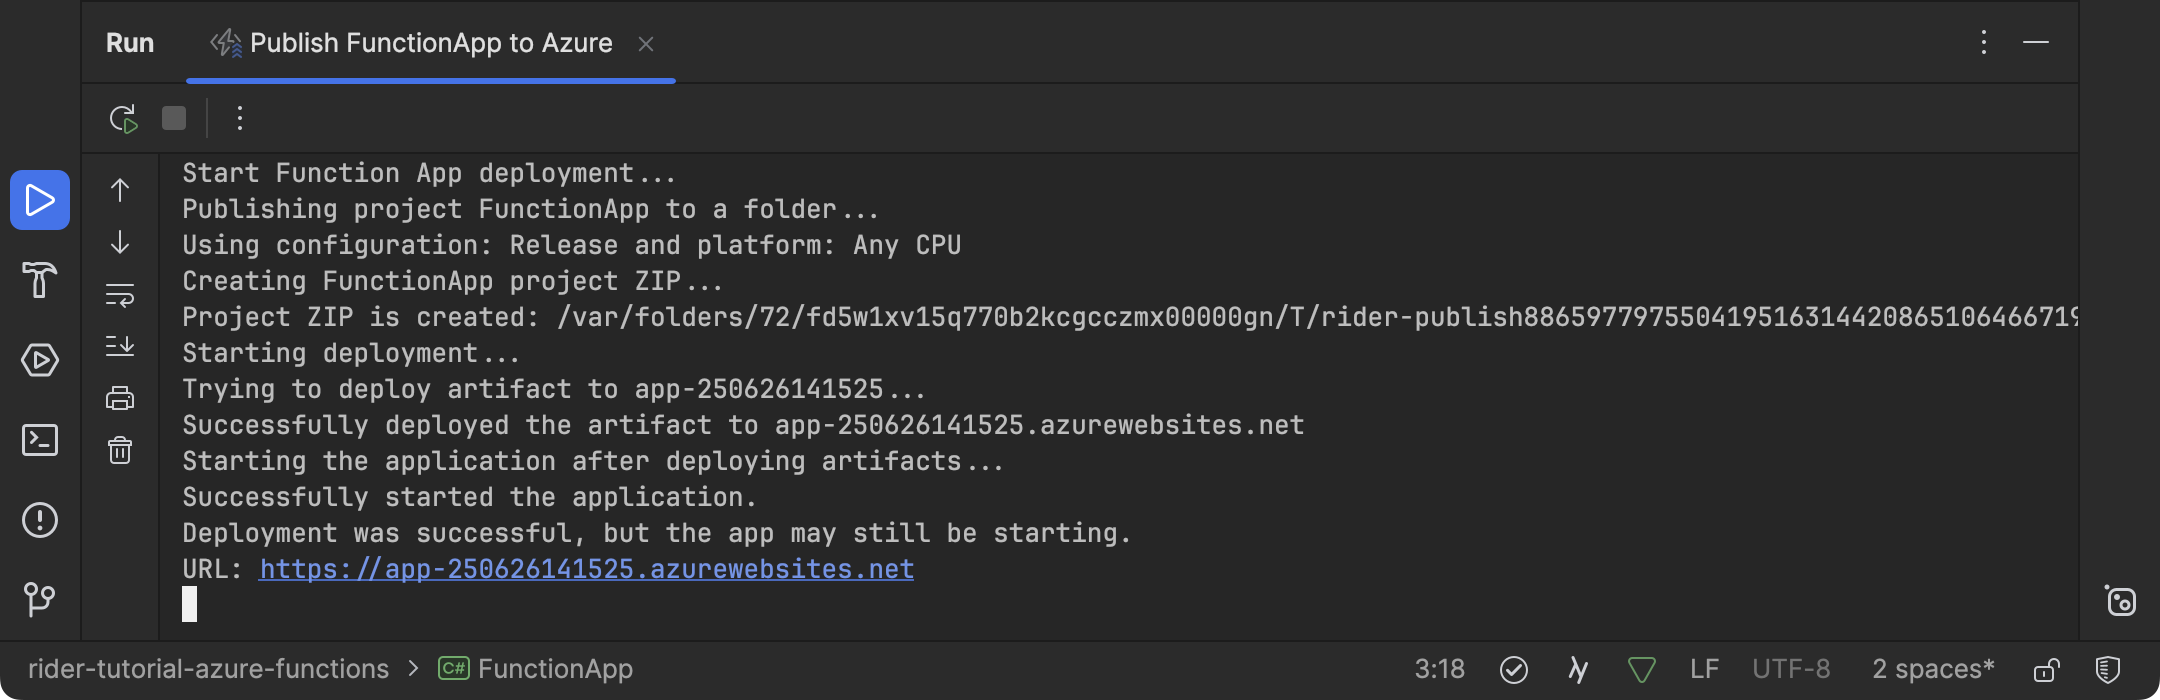 Run Publish FunctionApp to Azure
Start Function App deployment...
Publishing project FunctionApp to a folder...
Using configuration: Release and platform: Any CPU
Creating FunctionApp project ZIP...
Project ZIP is created: /var/folders/72/fd5w1xv15q770b2kcgcczmx00000gn/T/rider-publish886597797550419516314420865106466719
Starting deployment...
Trying to deploy artifact to app-250626141525...
Successfully deployed the artifact to app-250626141525.azurewebsites.net
Starting the application after deploying artifacts...
Successfully started the application.
Deployment was successful, but the app may still be starting.
URL: https://app-250626141525.azurewebsites.net
rider-tutorial-azure-functions > C# FunctionApp 3:18 LF UTF-8 2 spaces*